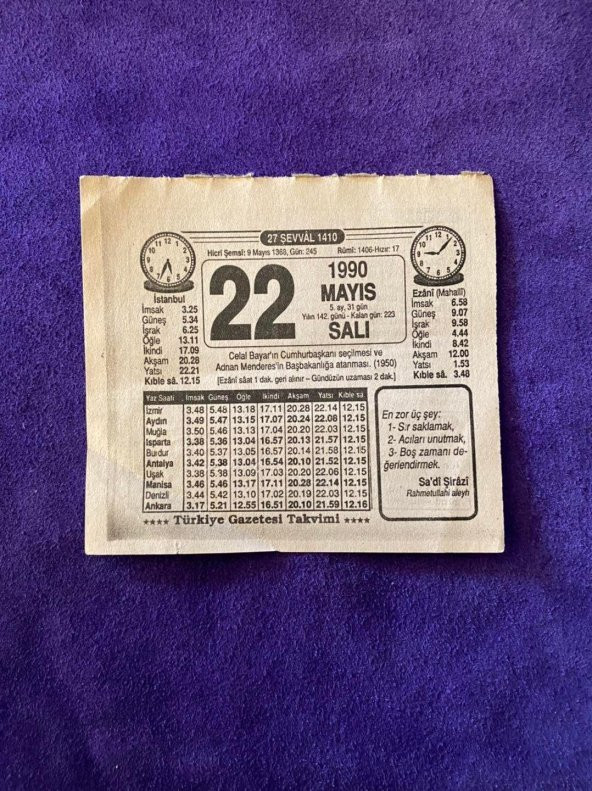 27 ŞEVVÂL 1410
Hicrî Şemsî: 9 Mayıs 1368, Gün: 245 Rûmî: 1406-Hızır: 17
22
1990
MAYIS
5. ay, 31 gün
Yılın 142. günü - Kalan gün: 223
SALI
İstanbul
İmsak 3.25
Güneş 5.34
İşrak 6.25
Öğle 13.11
İkindi 17.09
Akşam 20.28
Yatsı 22.21
Kıble sâ. 12.15
Ezânî (Mahallî)
İmsak 6.58
Güneş 9.07
İşrak 9.58
Öğle 4.44
İkindi 8.42
Akşam 12.00
Yatsı 1.53
Kıble sâ. 3.48
Celal Bayar'ın Cumhurbaşkanı seçilmesi ve
Adnan Menderes'in Başbakanlığa atanması. (1950)
[Ezânî sâat 1 dak. geri alınır – Gündüzün uzaması 2 dak.]
Yaz Saati İmsak Güneş Öğle İkindi Akşam Yatsı Kıble sa
İzmir 3.48 5.48 13.18 17.11 20.28 22.14 12.15
Aydın 3.49 5.47 13.15 17.07 20.24 22.08 12.15
Muğla 3.50 5.46 13.13 17.04 20.20 22.03 12.15
Isparta 3.38 5.36 13.04 16.57 20.13 21.57 12.15
Burdur 3.40 5.37 13.05 16.57 20.14 21.58 12.15
Antalya 3.42 5.38 13.04 16.54 20.10 21.52 12.15
Uşak 3.38 5.38 13.09 17.03 20.20 22.06 12.15
Manisa 3.46 5.46 13.17 17.11 20.28 22.14 12.15
Denizli 3.44 5.42 13.10 17.02 20.19 22.03 12.15
Ankara 3.17 5.21 12.55 16.51 20.10 21.59 12.16
En zor üç şey:
1- Sır saklamak,
2- Acıları unutmak,
3- Boş zamanı de-
ğerlendirmek.
Sa'dî Şîrâzî
Rahmetullahi aleyh
Türkiye Gazetesi Takvimi